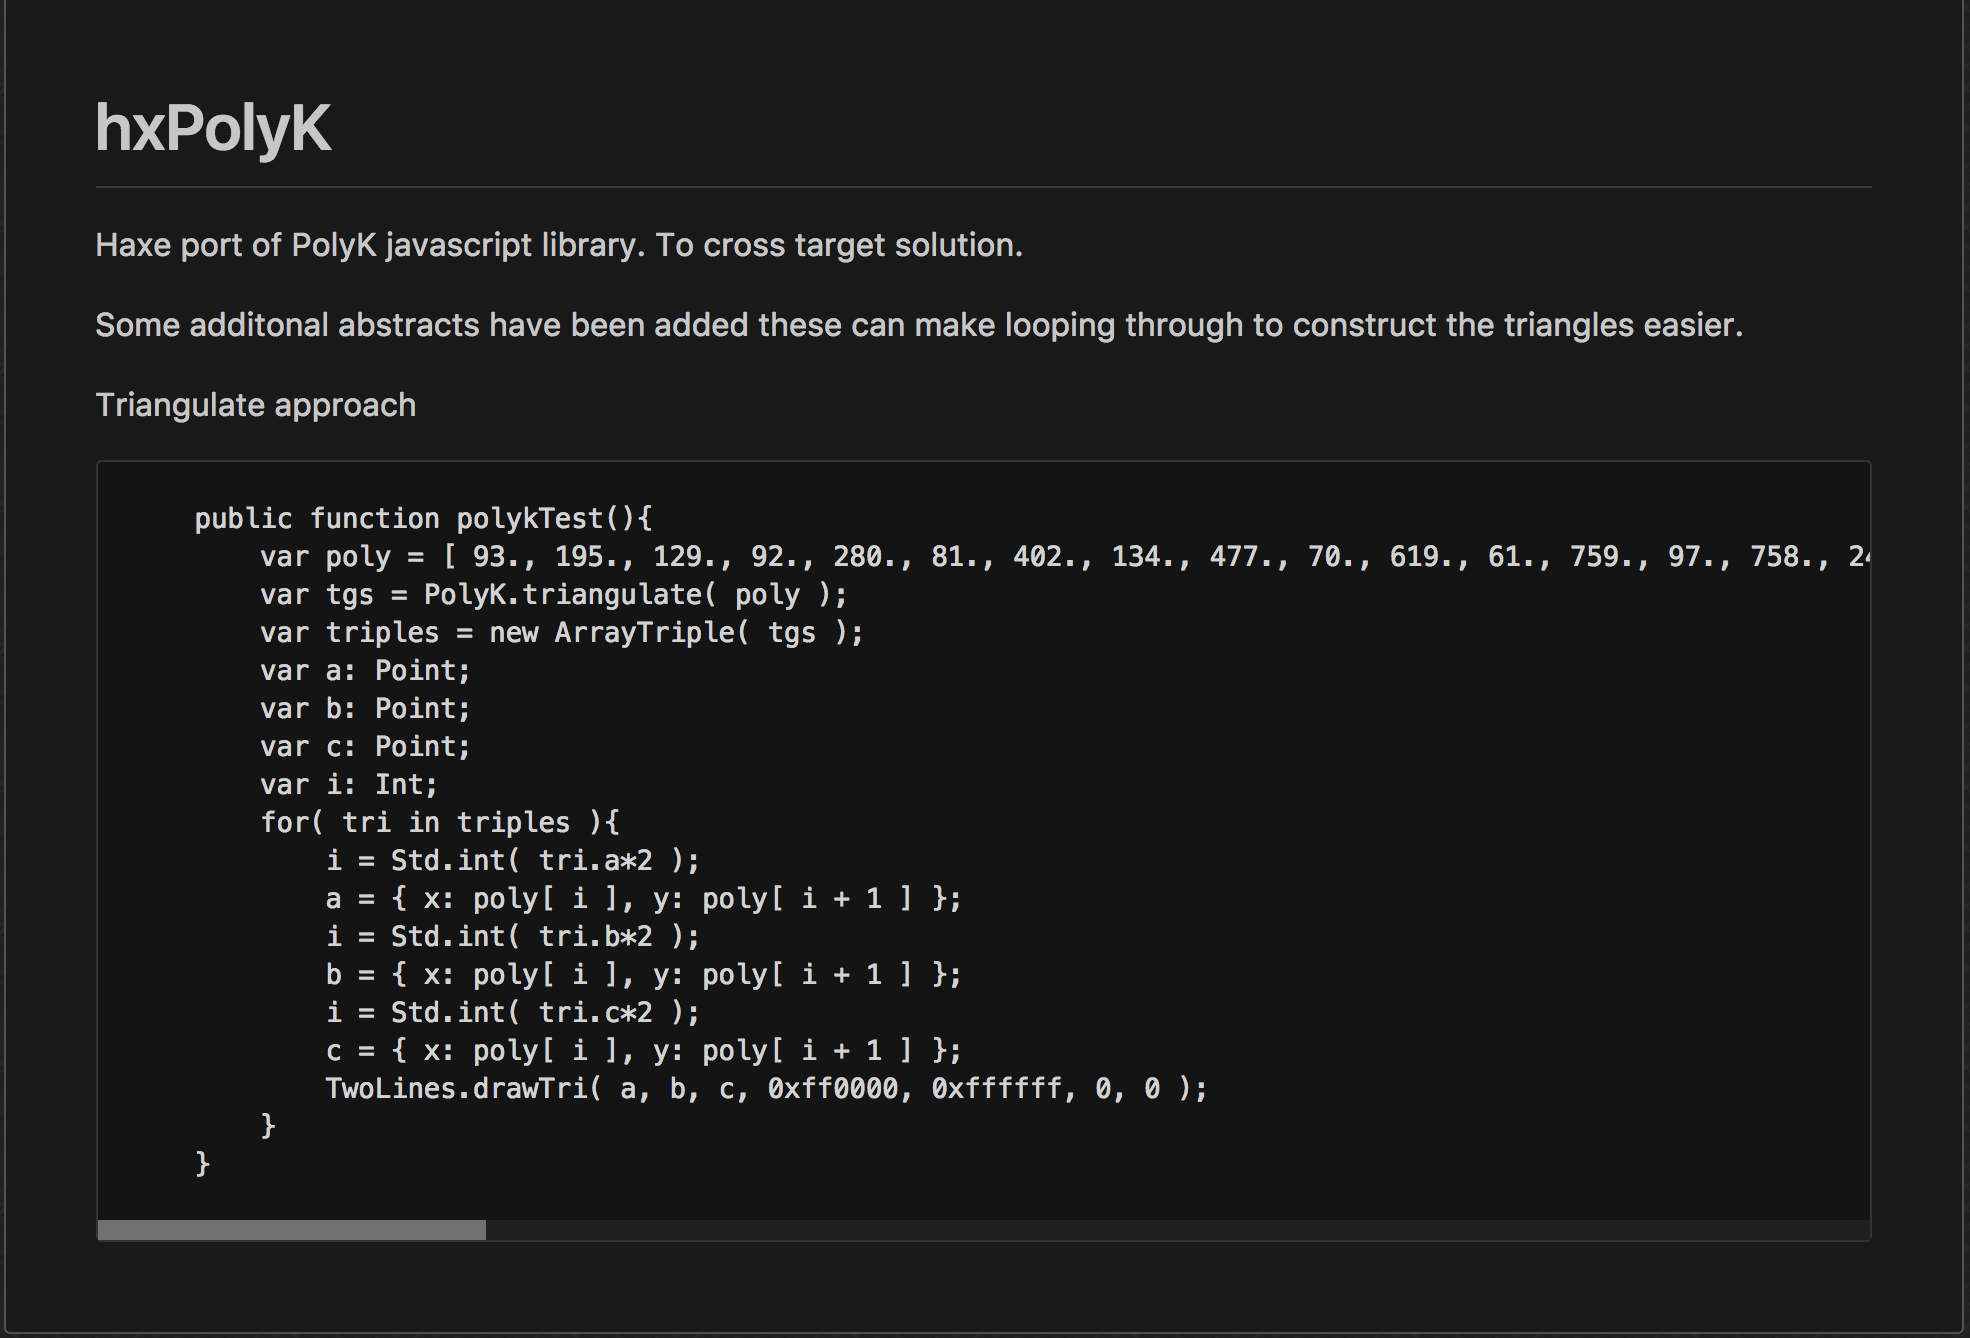 hxPolyK
Haxe port of PolyK javascript library. To cross target solution.
Some additonal abstracts have been added these can make looping through to construct the triangles easier.
Triangulate approach
public function polykTest(){
var poly = [ 93., 195., 129., 92., 280., 81., 402., 134., 477., 70., 619., 61., 759., 97., 758.,
var tgs = PolyK.triangulate( poly );
var triples = new ArrayTriple( tgs );
var a: Point;
var b: Point;
var c: Point;
var i: Int;
for( tri in triples ){
i = Std.int( tri.a*2 );
a = { x: poly[ i ], y: poly[ i + 1 ] };
i = Std.int( tri.b*2 );
b = { x: poly[ i ], y: poly[ i + 1 ] };
i = Std.int( tri.c*2 );
c = { x: poly[ i ], y: poly[ i + 1 ] };
TwoLines.drawTri( a, b, c, 0xff0000, 0xffffff, 0, 0 );
}
}